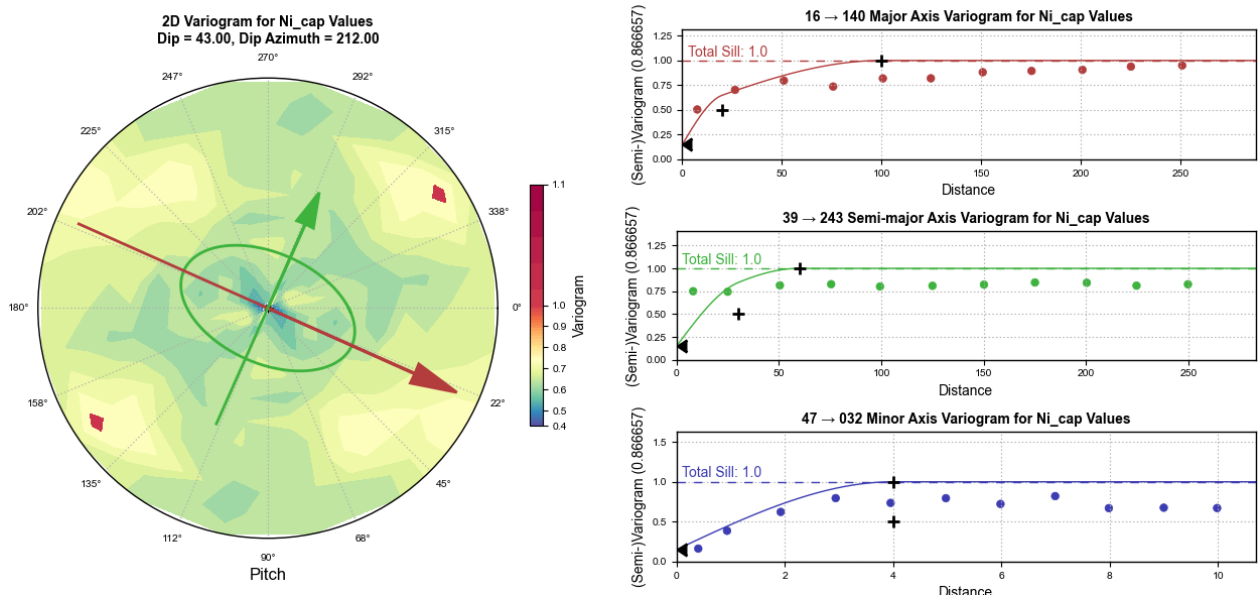 2D Variogram for Ni_cap Values
Dip = 43.00, Dip Azimuth = 212.00
270°
247°
292°
225°
315°
202°
338°
180°
0°
158°
22°
135°
45°
112°
68°
90°
Pitch
1.1
1.0
0.9
0.8
0.7
0.6
0.5
0.4
Variogram
16 → 140 Major Axis Variogram for Ni_cap Values
(Semi-)Variogram (0.866657)
1.25
1.00
0.75
0.50
0.25
0.00
Total Sill: 1.0
0 50 100 150 200 250
Distance
39 → 243 Semi-major Axis Variogram for Ni_cap Values
(Semi-)Variogram (0.866657)
1.25
1.00
0.75
0.50
0.25
0.00
Total Sill: 1.0
0 50 100 150 200 250
Distance
47 → 032 Minor Axis Variogram for Ni_cap Values
(Semi-)Variogram (0.866657)
1.5
1.0
0.5
0.0
Total Sill: 1.0
0 2 4 6 8 10
Distance